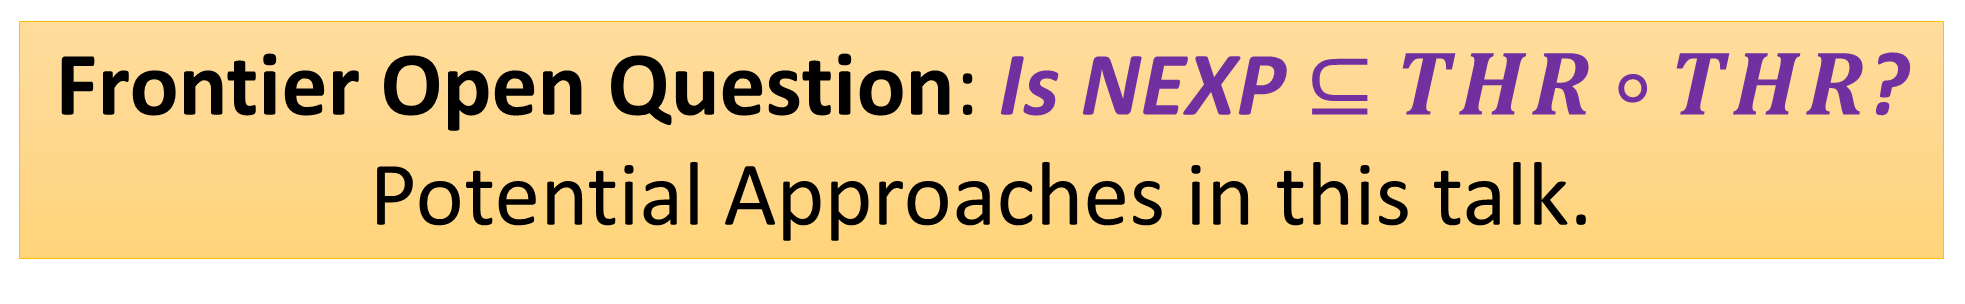 Frontier Open Question: Is NEXP ⊆ THR ∘ THR?
Potential Approaches in this talk.